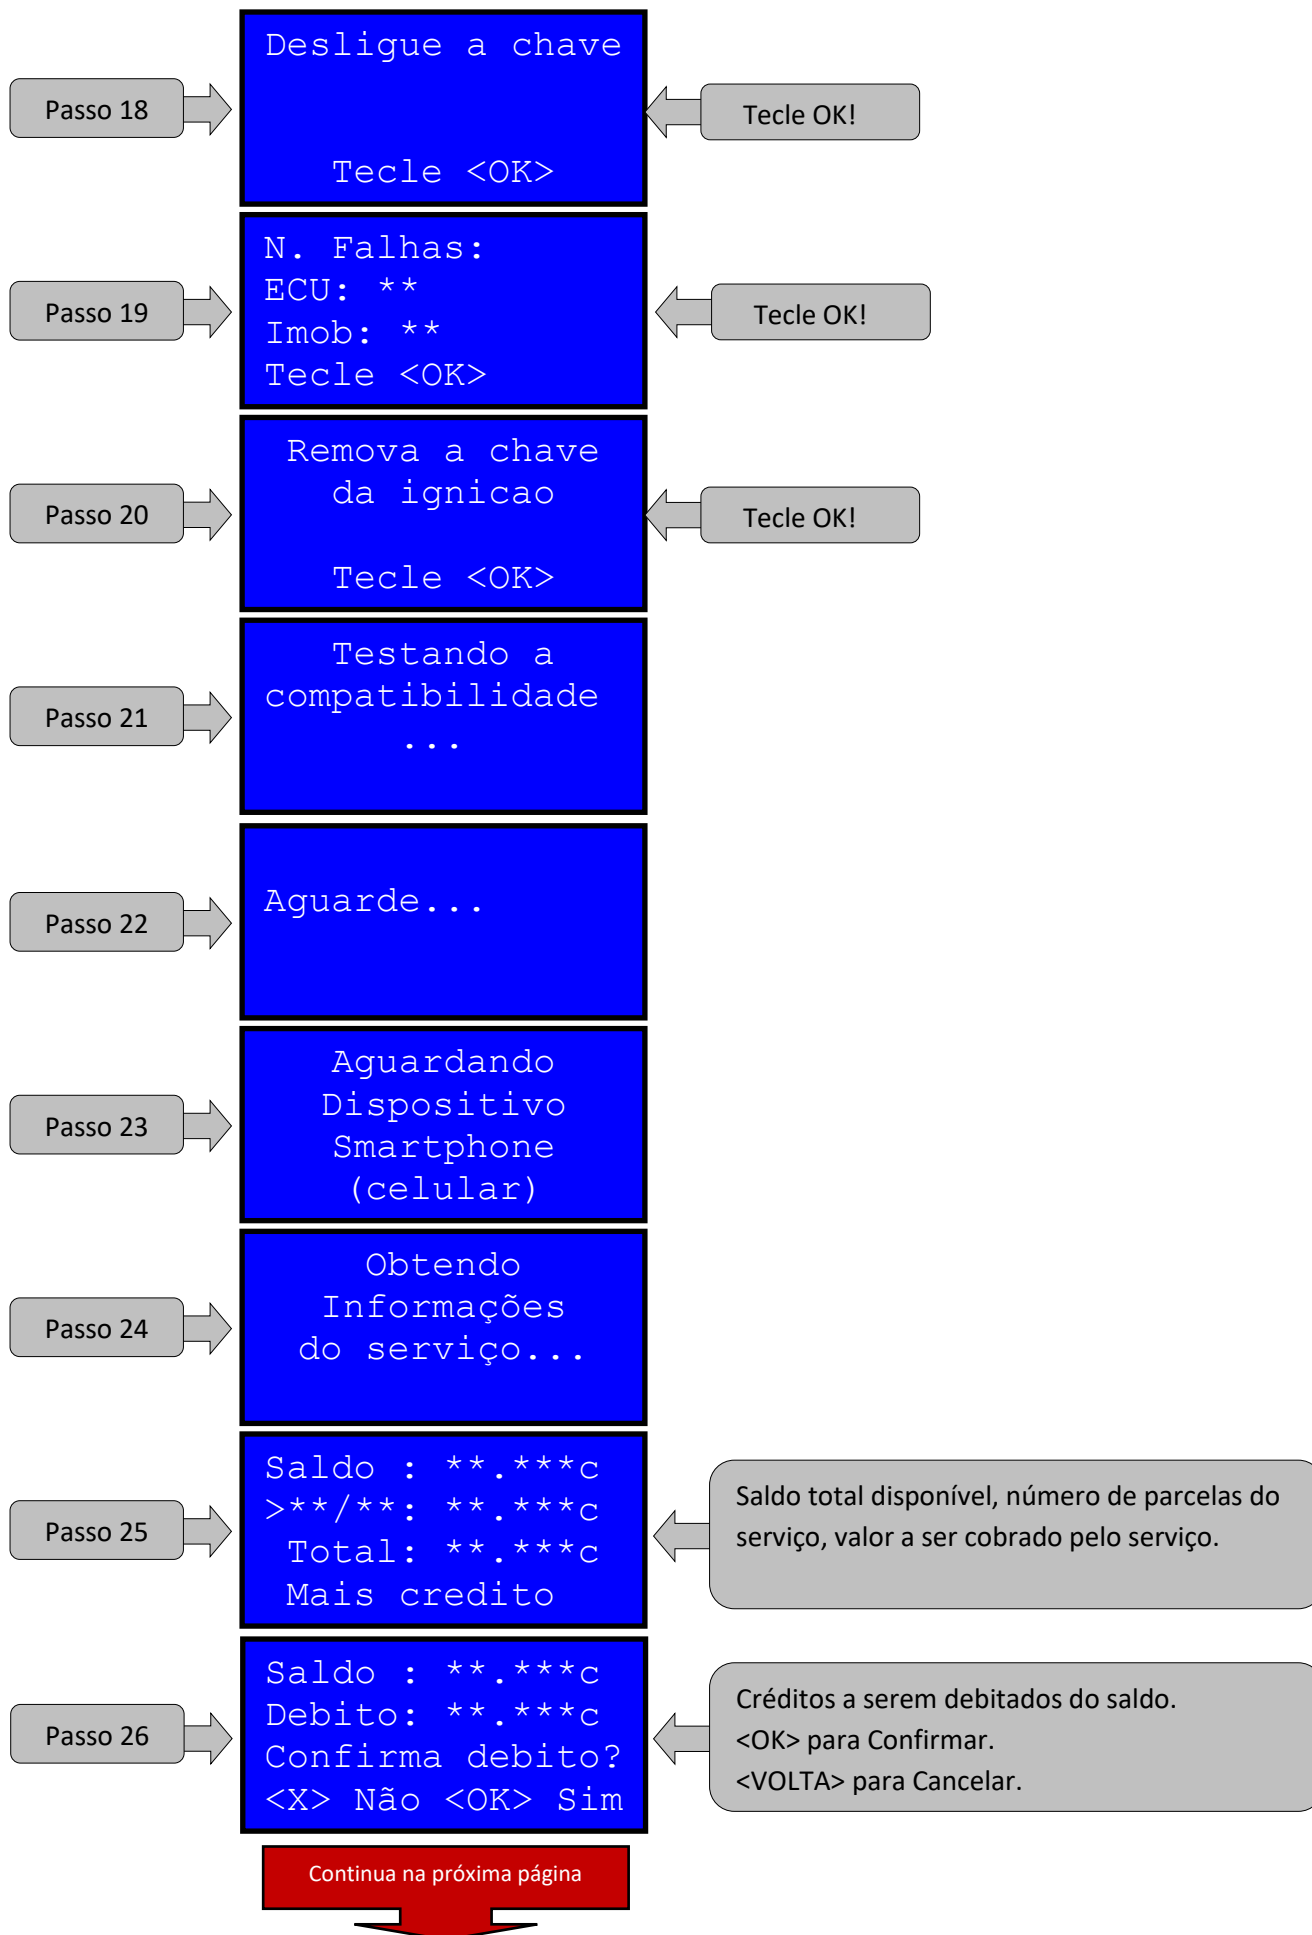 Desligue a chave
Passo 18
Tecle OK!
Tecle <OK>
N. Falhas:
ECU: **
Passo 19
Tecle OK!
Imob: **
Tecle <OK>
Remova a chave
da ignicao
Passo 20
Tecle OK!
Tecle <OK>
Testando a
compatibilidade
Passo 21
...
Aguarde...
Passo 22
Aguardando
Dispositivo
Passo 23
Smartphone
(celular)
Obtendo
Informações
Passo 24
do serviço...
Saldo : **.***c
>**/**: **.***c
Passo 25
Total: **.***c
Mais credito
Saldo total disponível, número de parcelas do
serviço, valor a ser cobrado pelo serviço.
Saldo : **.***c
Debito: **.***c
Passo 26
Confirma debito?
<X> Não <OK> Sim
Créditos a serem debitados do saldo.
<OK> para Confirmar.
<VOLTA> para Cancelar.
Continua na próxima página